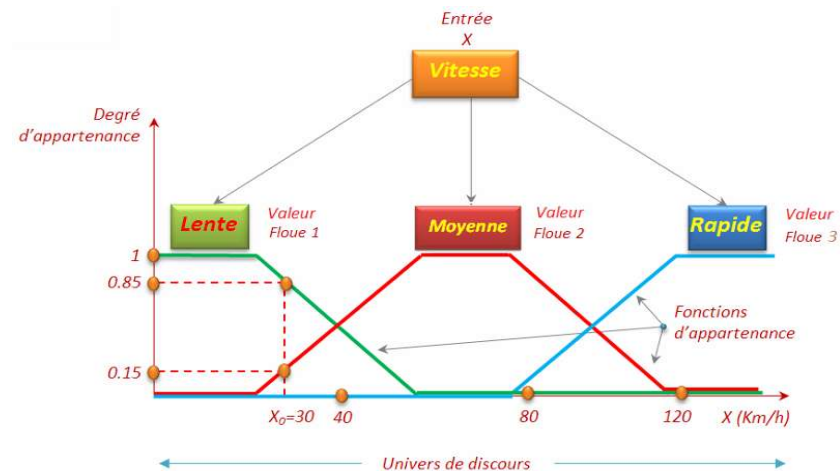 Entrée
X
Vitesse
Degré
d'appartenance
Lente
Valeur
Floue 1
Moyenne
Valeur
Floue 2
Rapide
Valeur
Floue 3
1
0.85
0.15
Fonctions
d'appartenance
X₀=30
40
80
120
X (Km/h)
Univers de discours